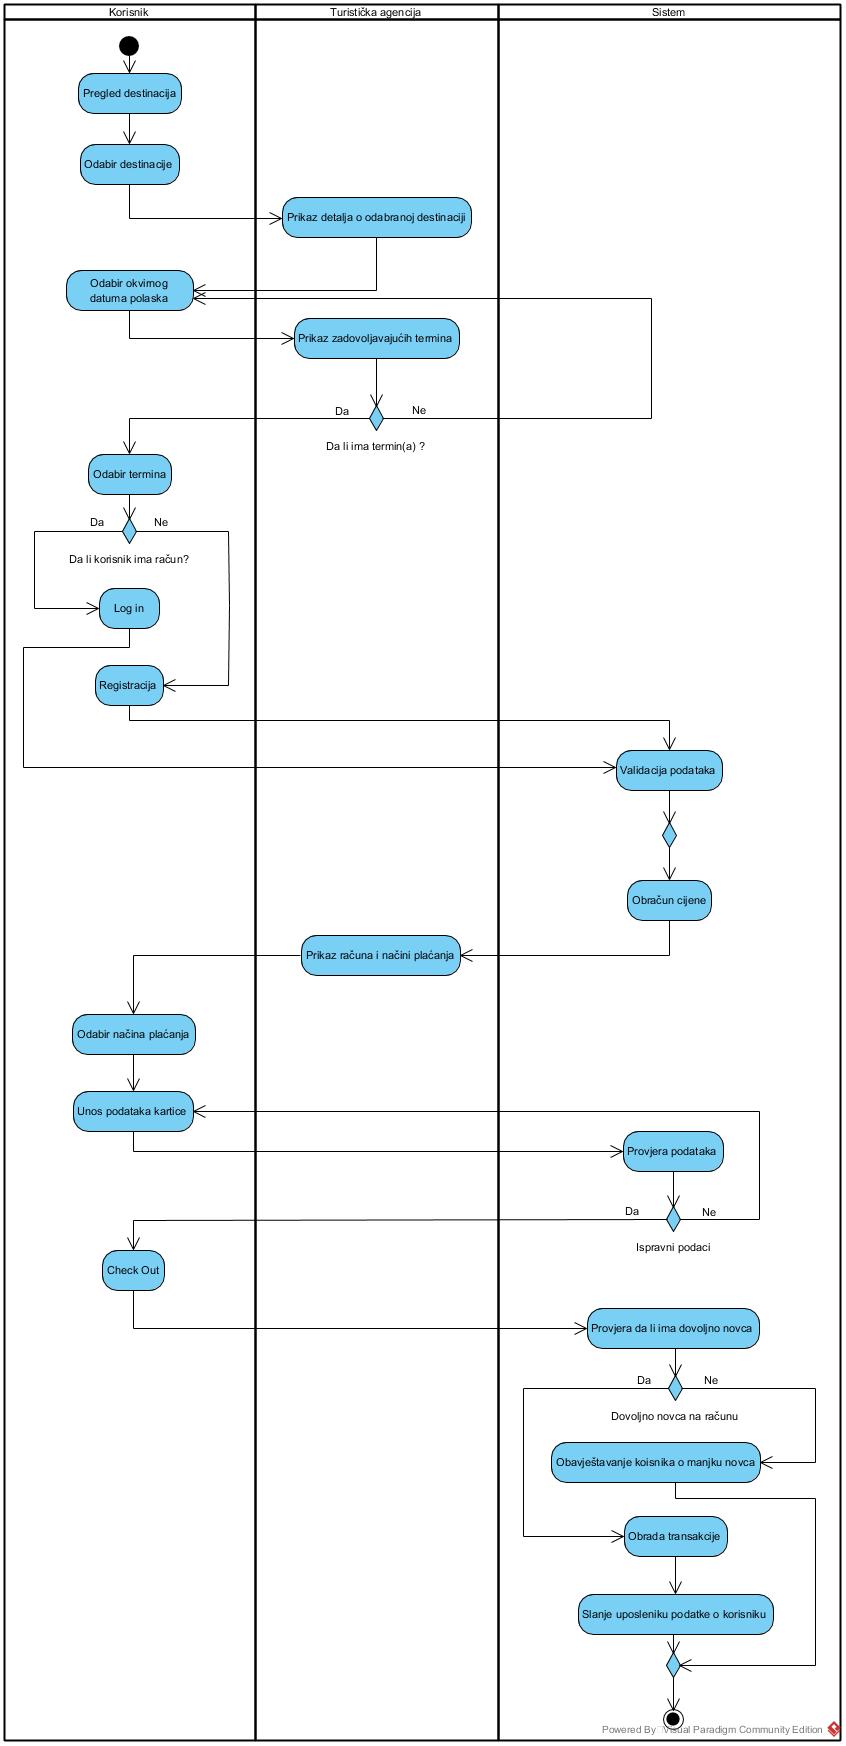 Korisnik
Turistička agencija
Sistem
Pregled destinacija
Odabir destinacije
Prikaz detalja o odabranoj destinaciji
Odabir okvirnog
datuma polaska
Prikaz zadovoljavajućih termina
Da
Ne
Da li ima termin(a) ?
Odabir termina
Da
Ne
Da li korisnik ima račun?
Log in
Registracija
Validacija podataka
Obračun cijene
Prikaz računa i načini plaćanja
Odabir načina plaćanja
Unos podataka kartice
Provjera podataka
Da
Ne
Ispravni podaci
Check Out
Provjera da li ima dovoljno novca
Da
Ne
Dovoljno novca na računu
Obavještavanje koisnika o manjku novca
Obrada transakcije
Slanje uposleniku podatke o korisniku
Powered By Visual Paradigm Community Edition